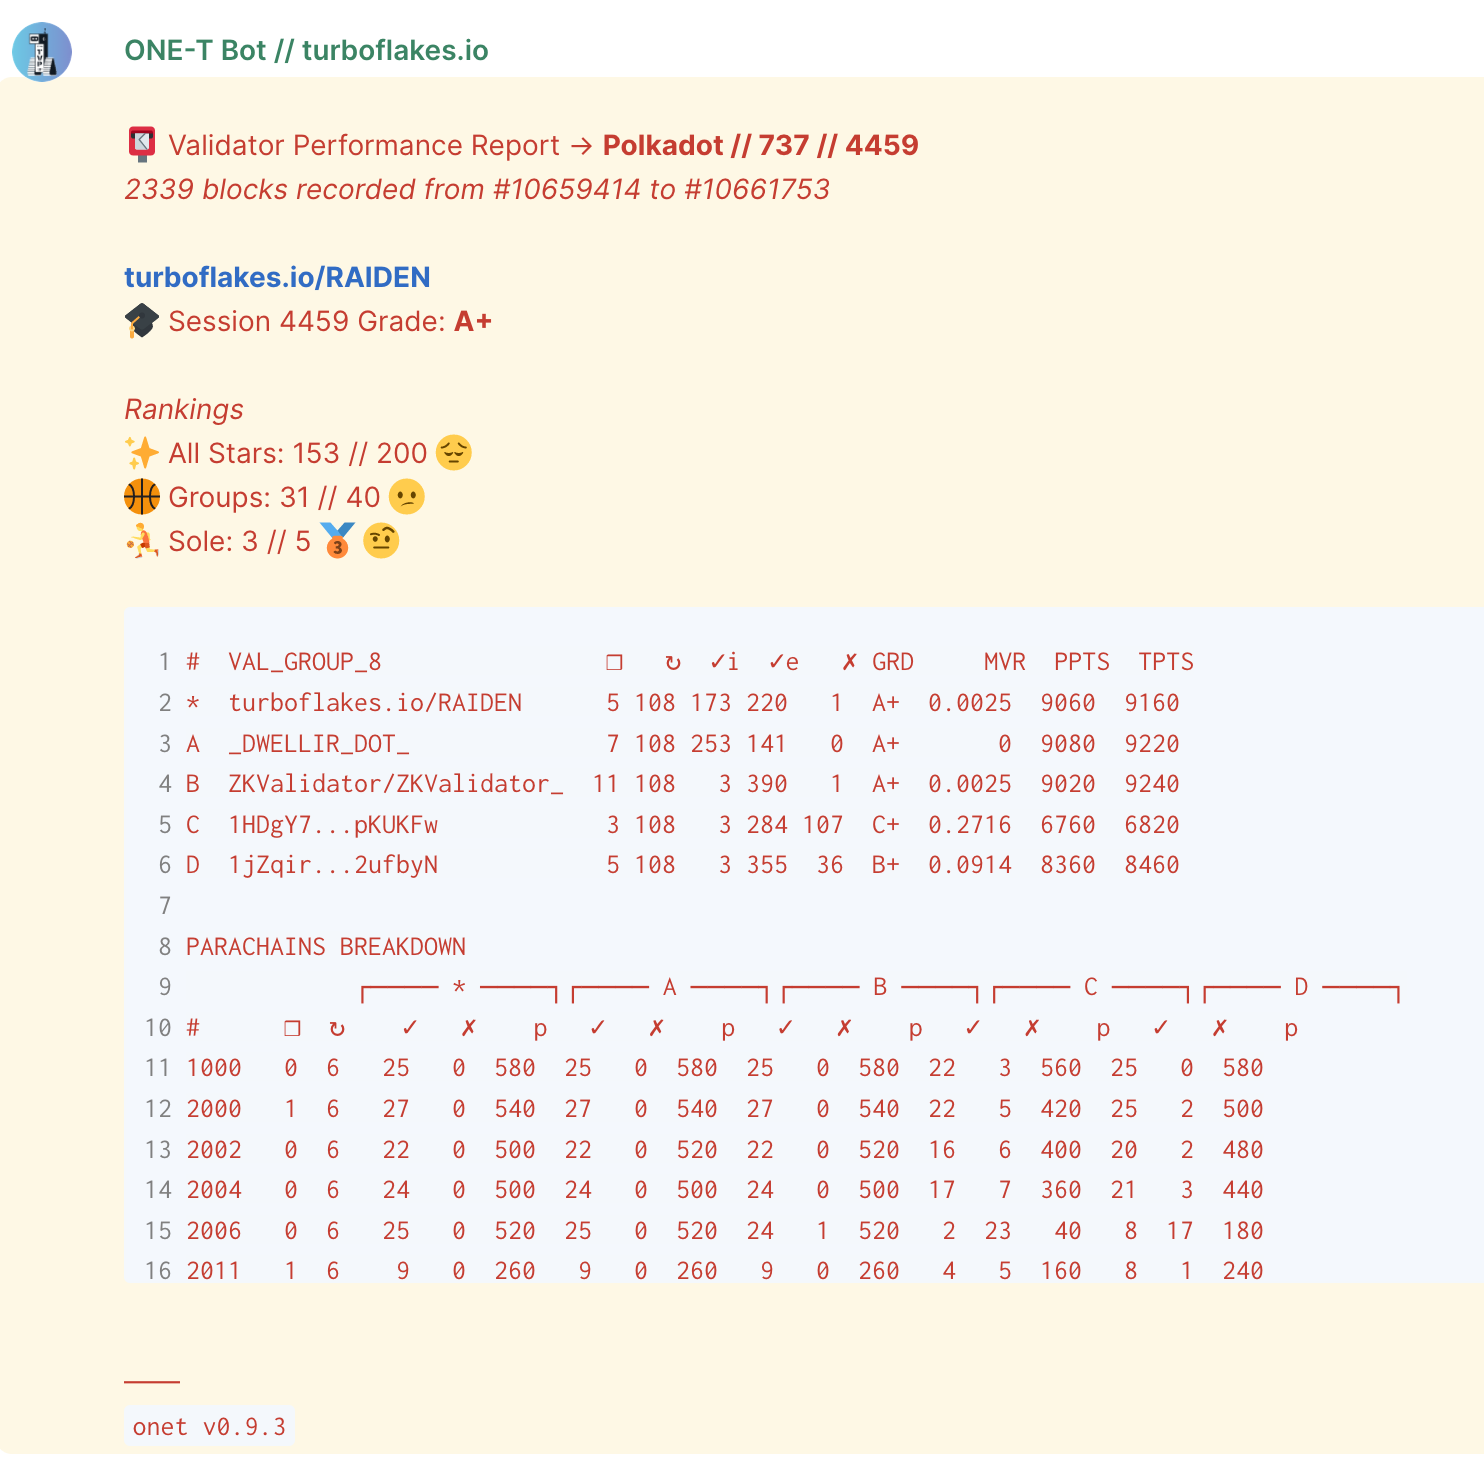 ONE-T Bot // turboflakes.io
Validator Performance Report → Polkadot // 737 // 4459
2339 blocks recorded from #10659414 to #10661753
turboflakes.io/RAIDEN
🎓 Session 4459 Grade: A+
Rankings
✨ All Stars: 153 // 200 😔
🏀 Groups: 31 // 40 😕
⛹ Sole: 3 // 5 🥉 🤨
1 #  VAL_GROUP_8                ❒   ↻  ✓i  ✓e   ✗ GRD     MVR  PPTS  TPTS
2 *  turboflakes.io/RAIDEN      5 108 173 220   1  A+  0.0025  9060  9160
3 A  _DWELLIR_DOT_              7 108 253 141   0  A+       0  9080  9220
4 B  ZKValidator/ZKValidator_  11 108   3 390   1  A+  0.0025  9020  9240
5 C  1HDgY7...pKUKFw            3 108   3 284 107  C+  0.2716  6760  6820
6 D  1jZqir...2ufbyN            5 108   3 355  36  B+  0.0914  8360  8460
7
8 PARACHAINS BREAKDOWN
9 * A B C D
10 #      ❒  ↻    ✓   ✗    p   ✓   ✗    p   ✓   ✗    p   ✓   ✗    p   ✓   ✗    p
11 1000   0  6   25   0  580  25   0  580  25   0  580  22   3  560  25   0  580
12 2000   1  6   27   0  540  27   0  540  27   0  540  22   5  420  25   2  500
13 2002   0  6   22   0  500  22   0  520  22   0  520  16   6  400  20   2  480
14 2004   0  6   24   0  500  24   0  500  24   0  500  17   7  360  21   3  440
15 2006   0  6   25   0  520  25   0  520  24   1  520   2  23   40   8  17  180
16 2011   1  6    9   0  260   9   0  260   9   0  260   4   5  160   8   1  240
onet v0.9.3